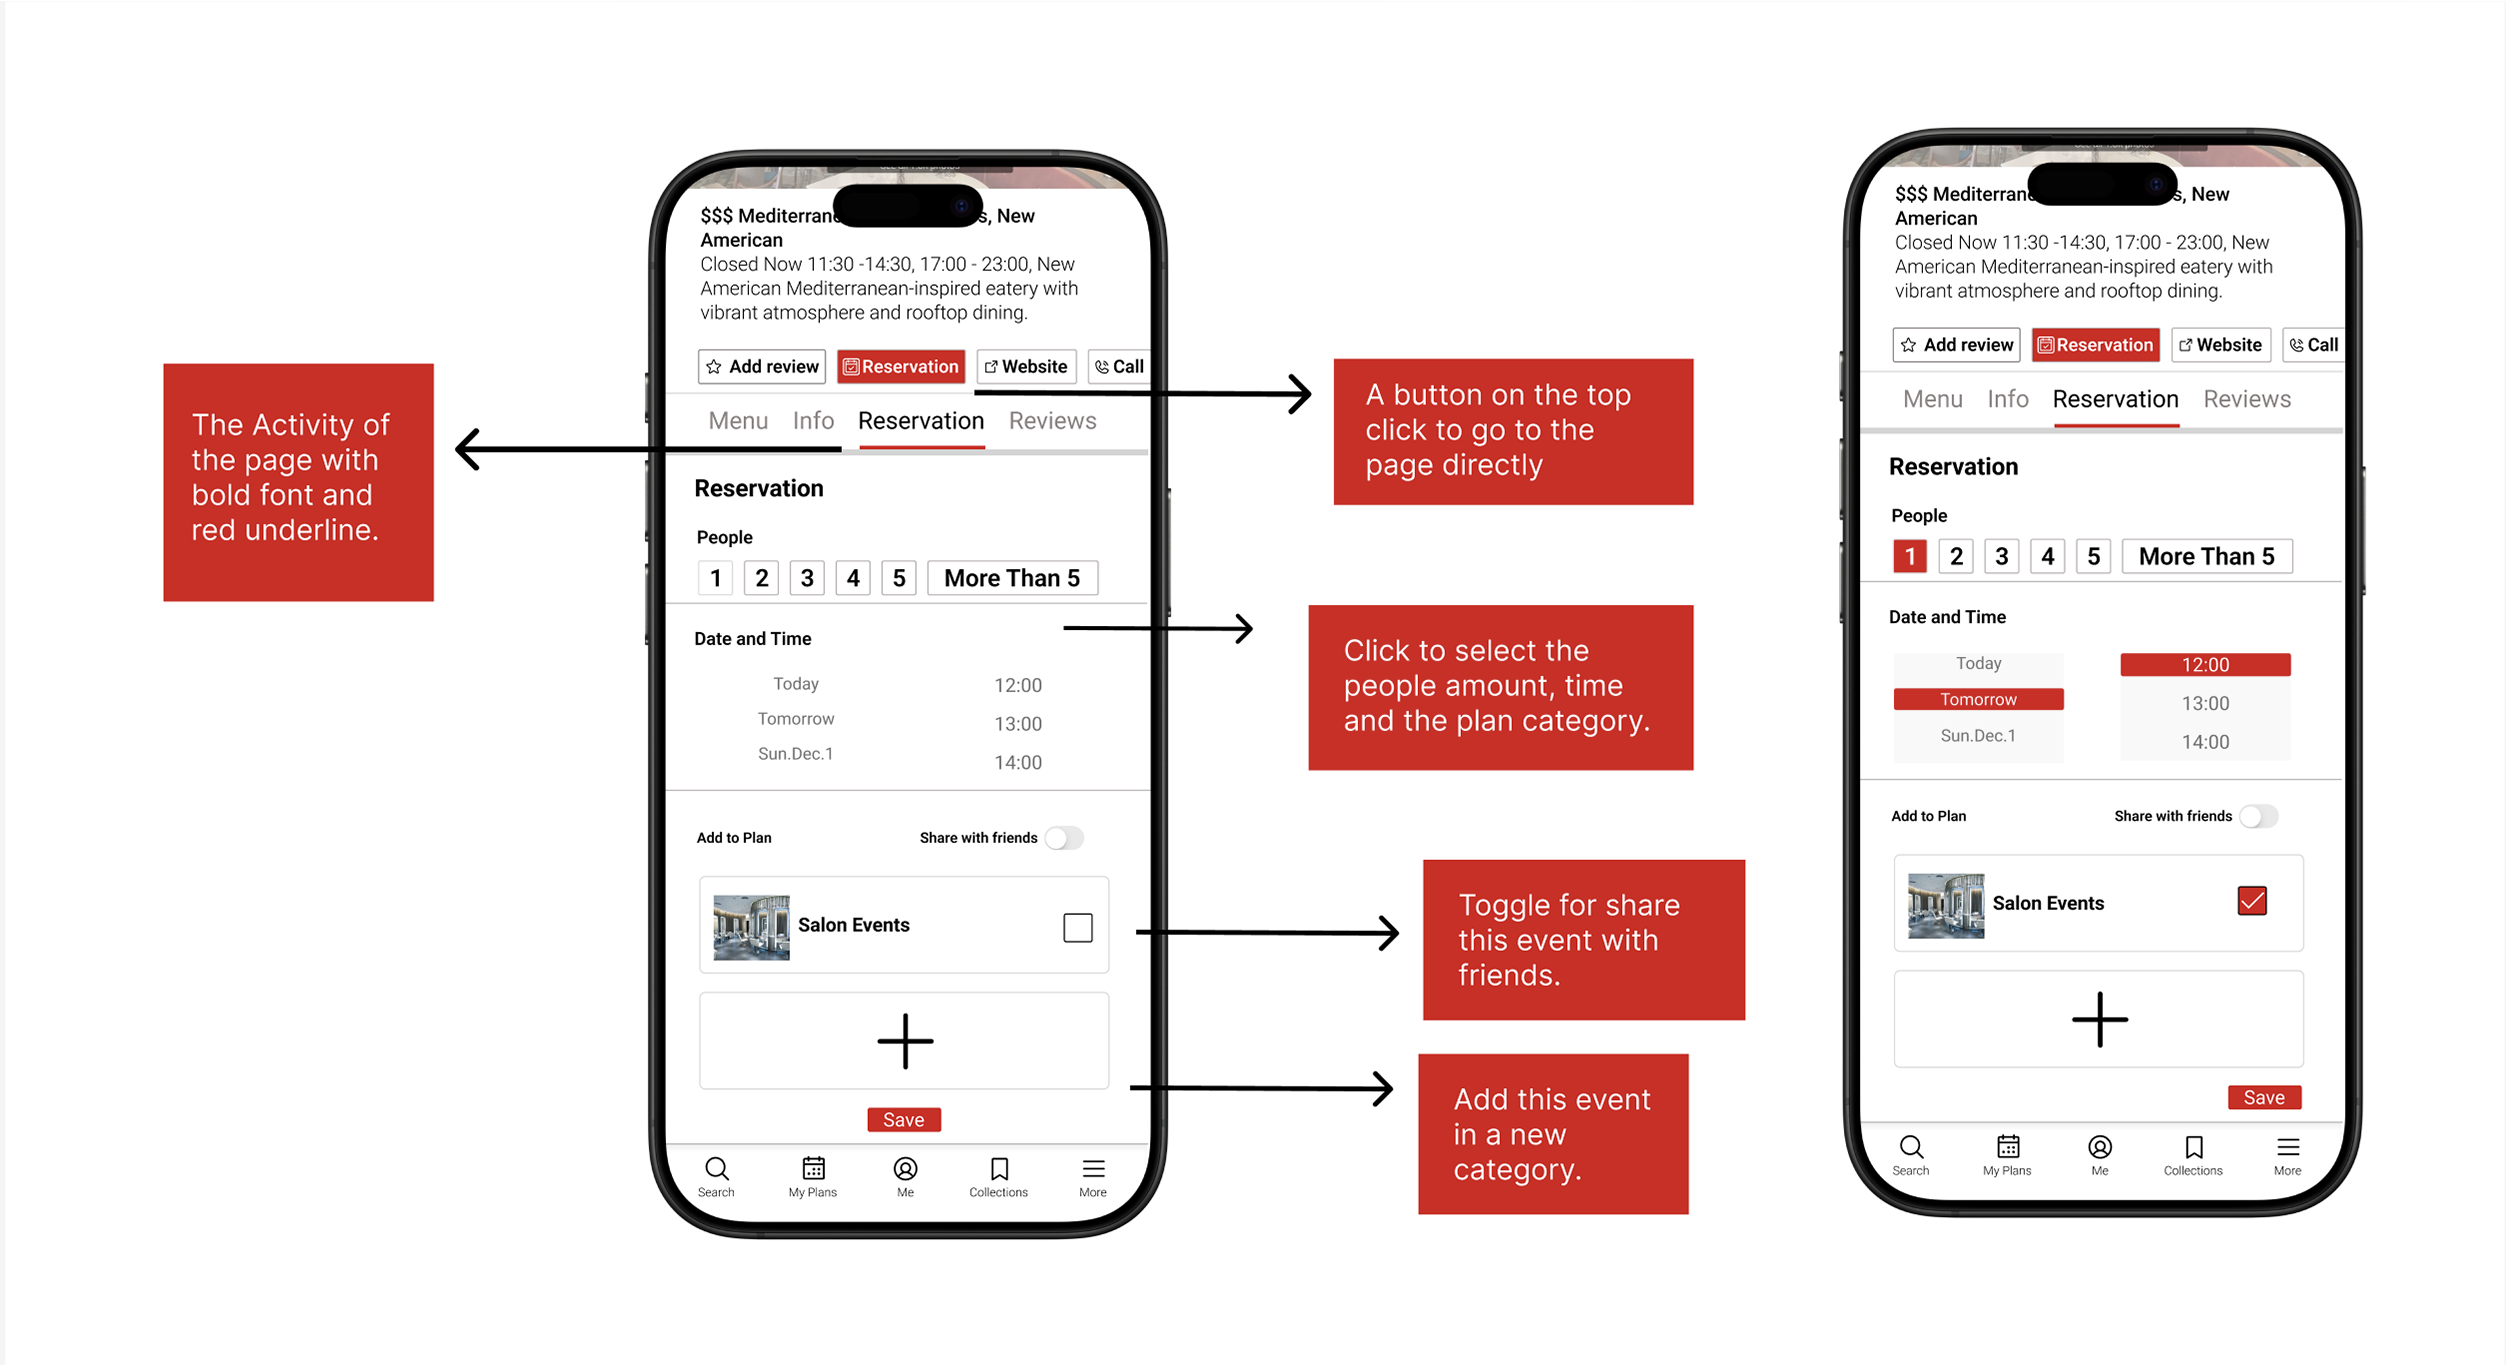 The Activity of
the page with
bold font and
red underline.
$$$ Mediterran s, New
American
Closed Now 11:30 -14:30, 17:00 - 23:00, New
American Mediterranean-inspired eatery with
vibrant atmosphere and rooftop dining.
Add review Reservation Website Call
Menu Info Reservation Reviews
Reservation
People
1 2 3 4 5 More Than 5
Date and Time
Today 12:00
Tomorrow 13:00
Sun.Dec.1 14:00
Add to Plan Share with friends
Salon Events
Save
Search My Plans Me Collections More
A button on the top
click to go to the
page directly
Click to select the
people amount, time
and the plan category.
Toggle for share
this event with
friends.
Add this event
in a new
category.
$$$ Mediterran s, New
American
Closed Now 11:30 -14:30, 17:00 - 23:00, New
American Mediterranean-inspired eatery with
vibrant atmosphere and rooftop dining.
Add review Reservation Website Call
Menu Info Reservation Reviews
Reservation
People
1 2 3 4 5 More Than 5
Date and Time
Today 12:00
Tomorrow 13:00
Sun.Dec.1 14:00
Add to Plan Share with friends
Salon Events
Save
Search My Plans Me Collections More